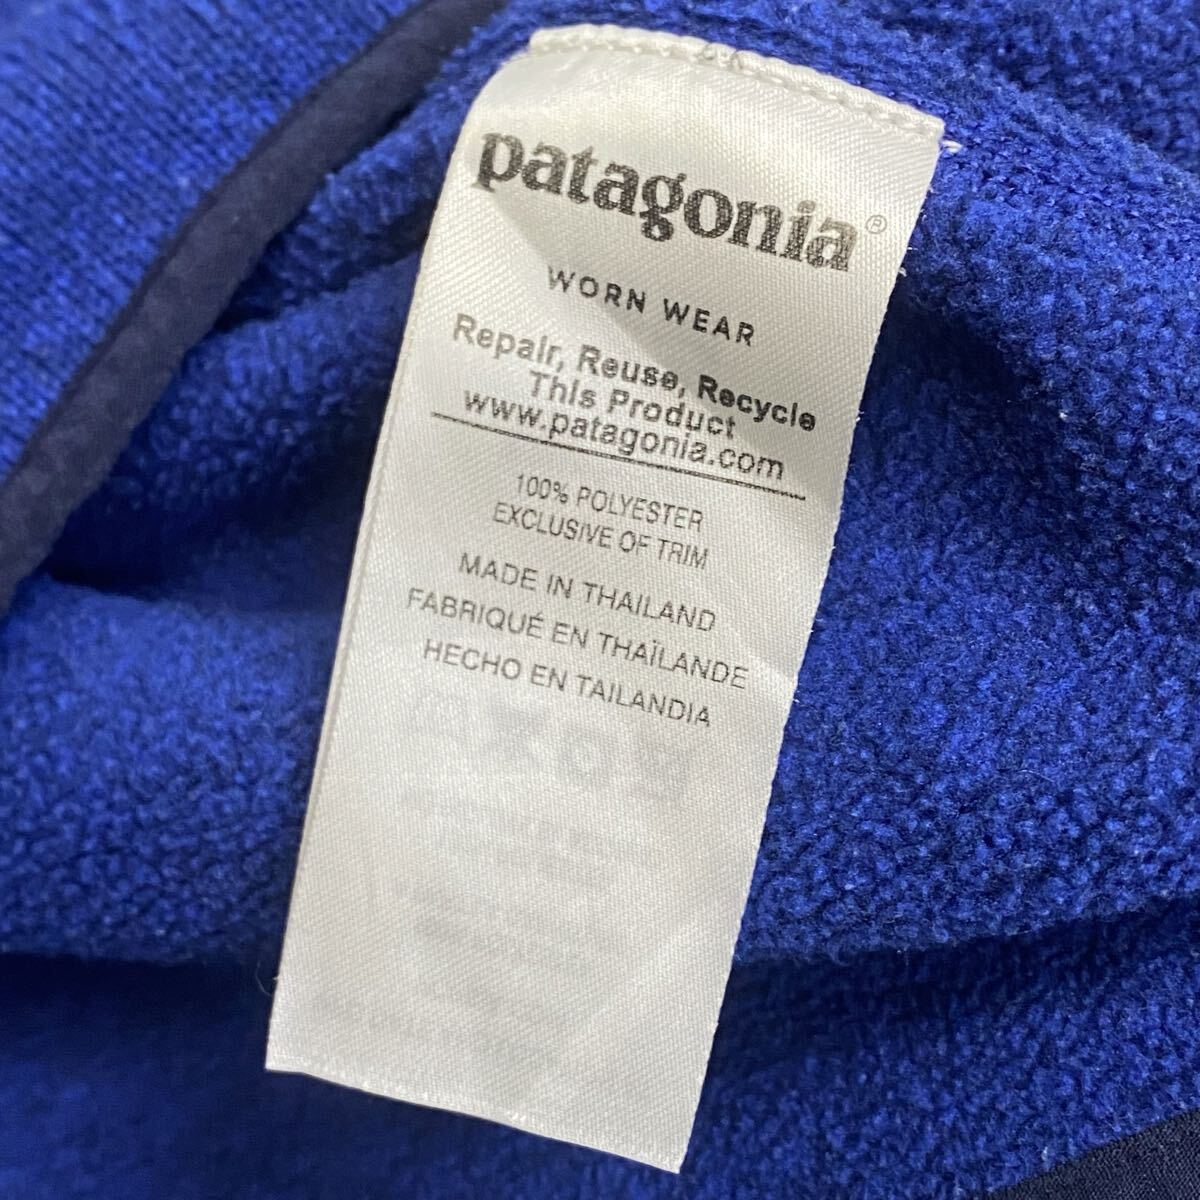 patagonia®
WORN WEAR
Repair, Reuse, Recycle
This Product
www.patagonia.com
100% POLYESTER
EXCLUSIVE OF TRIM
MADE IN THAILAND
FABRIQUÉ EN THAÏLANDE
HECHO EN TAILANDIA